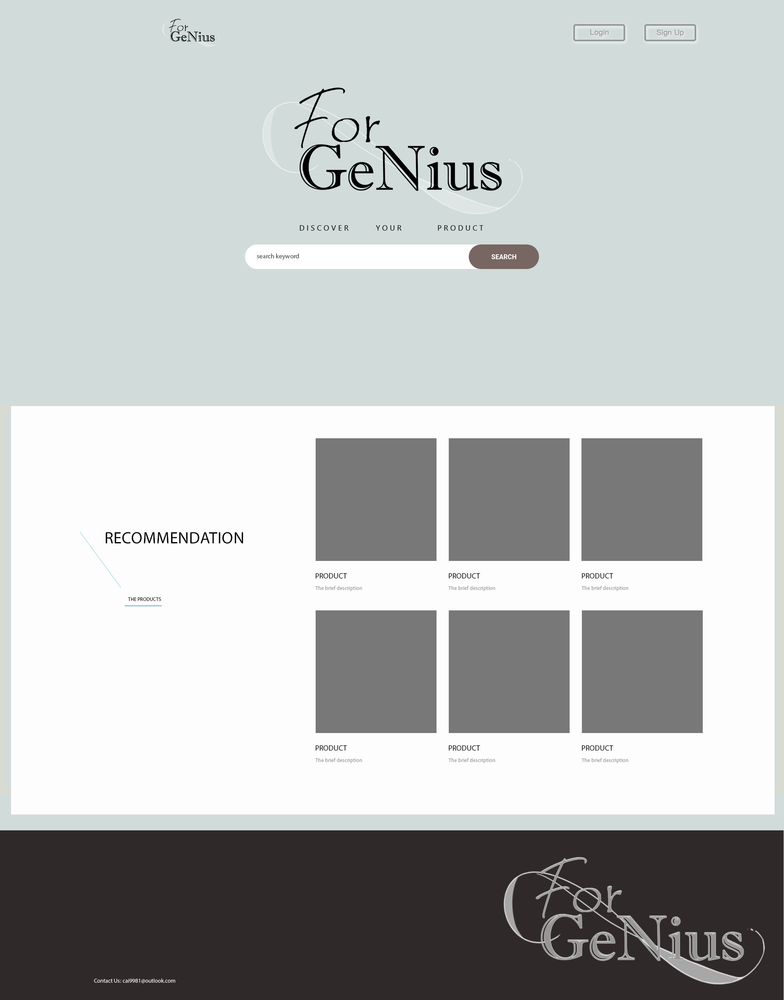 For
GeNius
Login
Sign Up
For
GeNius
DISCOVER YOUR PRODUCT
search keyword
SEARCH
RECOMMENDATION
THE PRODUCTS
PRODUCT
The brief description
PRODUCT
The brief description
PRODUCT
The brief description
PRODUCT
The brief description
PRODUCT
The brief description
PRODUCT
The brief description
For
GeNius
Contact Us: cai9981@outlook.com